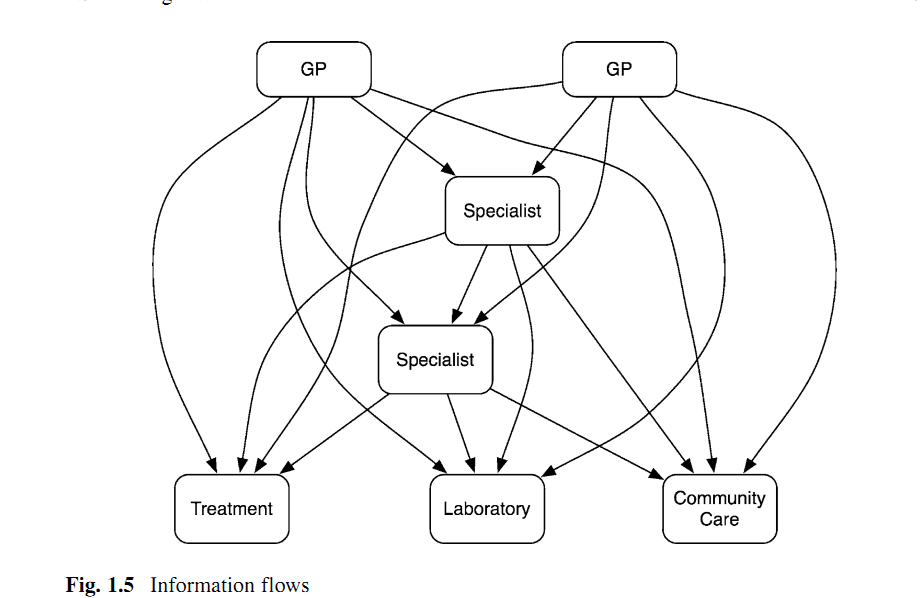 GP
GP
Specialist
Specialist
Treatment
Laboratory
Community
Care
Fig. 1.5 Information flows